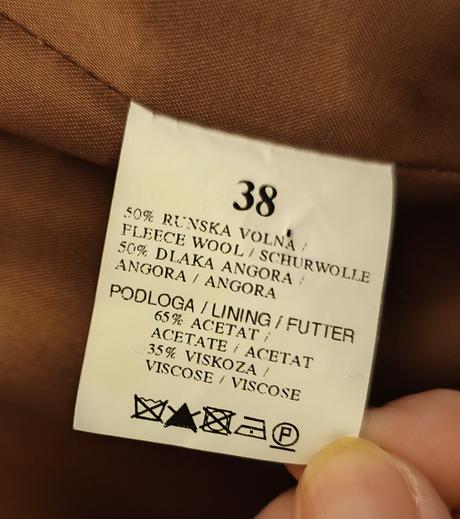 38
50% RUNSKA VOLNA /
FLEECE WOOL / SCHURWOLLE
50% DLAKA ANGORA /
ANGORA / ANGORA
PODLOGA / LINING / FUTTER
65% ACETAT /
ACETATE / ACETAT
35% VISKOZA /
VISCOSE / VISCOSE
P